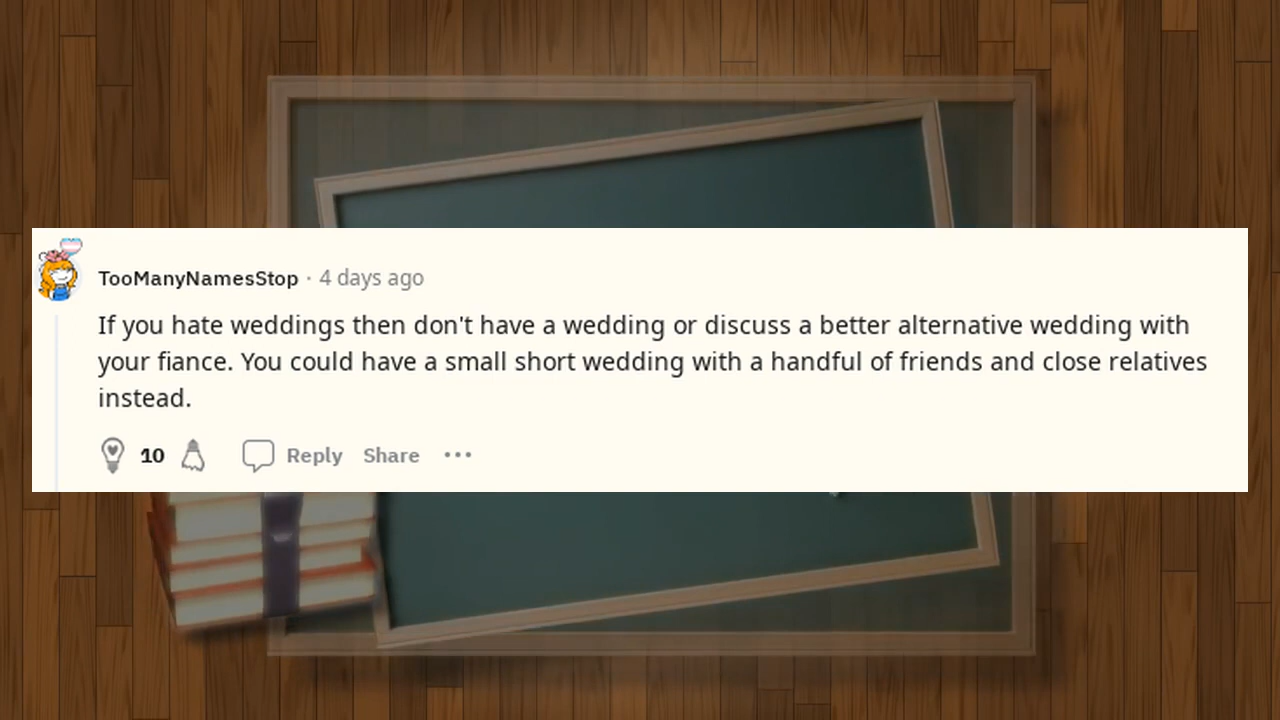 TooManyNamesStop · 4 days ago
If you hate weddings then don't have a wedding or discuss a better alternative wedding with
your fiance. You could have a small short wedding with a handful of friends and close relatives
instead.
10 Reply Share •••